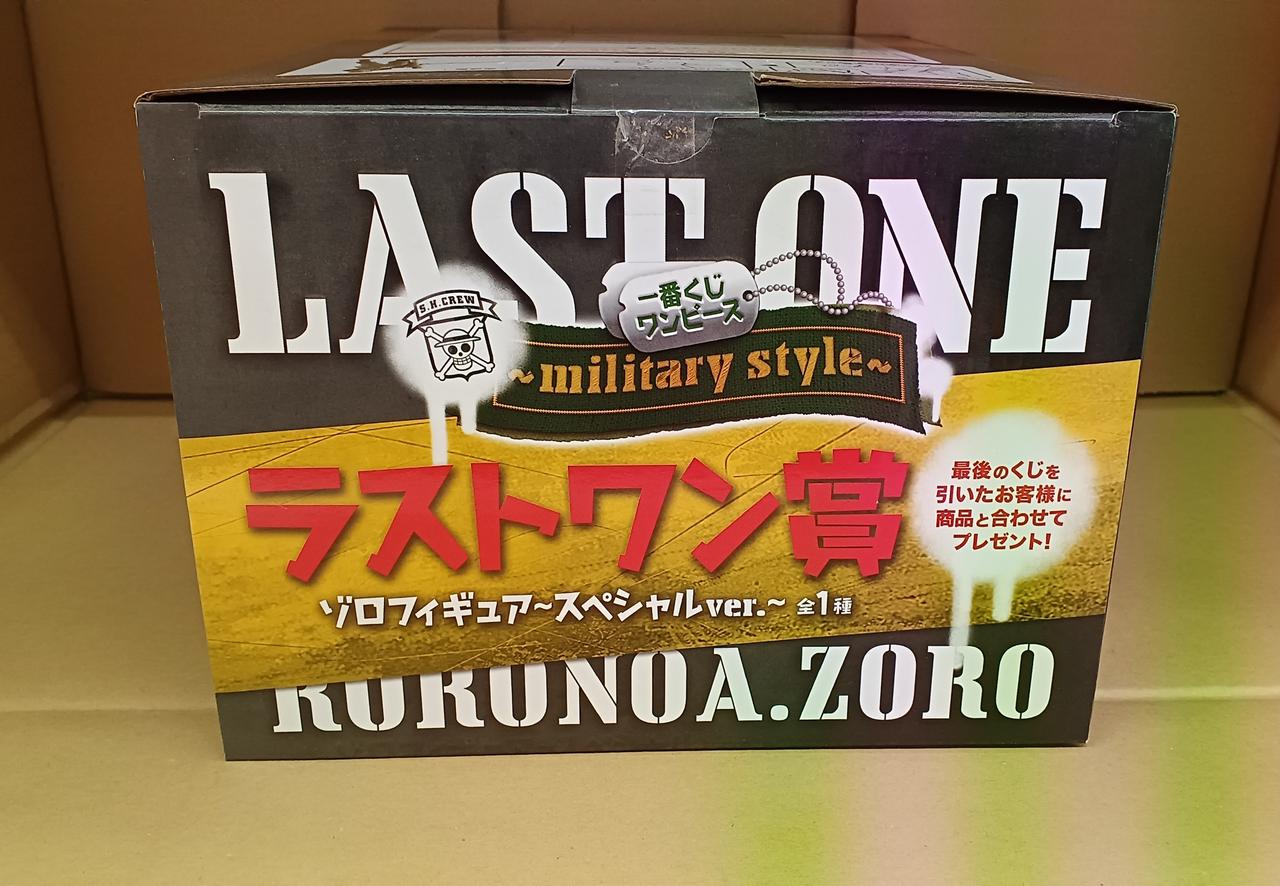 LAST ONE
S.H.CREW
一番くじ
ワンピース
~military style~
ラストワン賞
最後のくじを
引いたお客様に
商品と合わせて
プレゼント!
ゾロフィギュア~スペシャルver.~ 全1種
RORONOA.ZORO